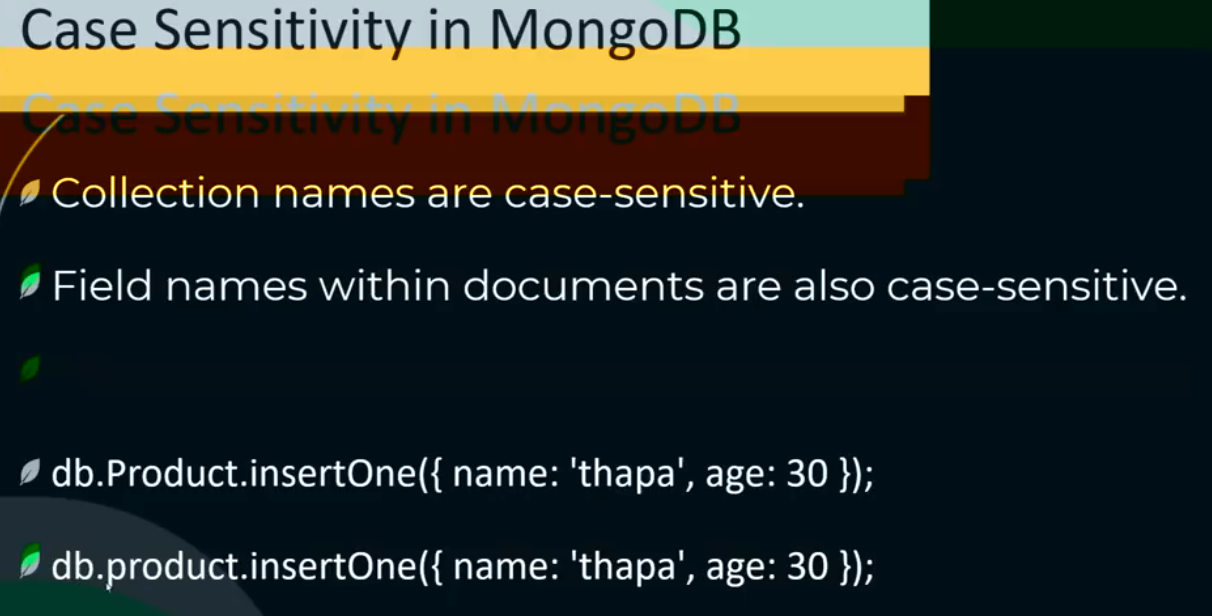 Case Sensitivity in MongoDB
Case Sensitivity in MongoDB
Collection names are case-sensitive.
Field names within documents are also case-sensitive.
db.Product.insertOne({ name: 'thapa', age: 30 });
db.product.insertOne({ name: 'thapa', age: 30 });